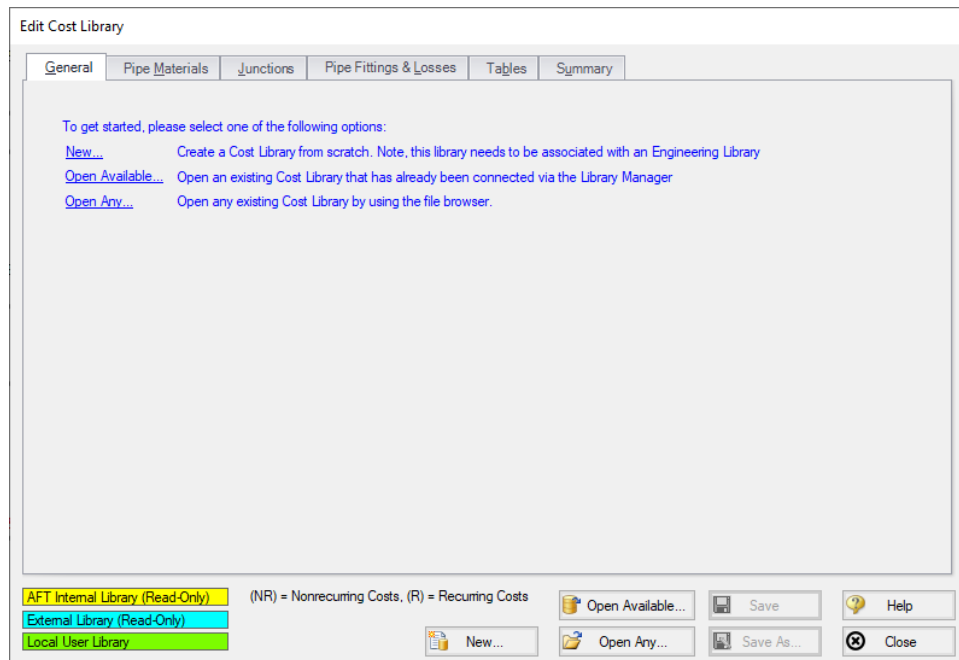 Edit Cost Library
General Pipe Materials Junctions Pipe Fittings & Losses Tables Summary
To get started, please select one of the following options:
New... Create a Cost Library from scratch. Note, this library needs to be associated with an Engineering Library
Open Available... Open an existing Cost Library that has already been connected via the Library Manager
Open Any... Open any existing Cost Library by using the file browser.
AFT Internal Library (Read-Only) (NR) = Nonrecurring Costs, (R) = Recurring Costs
Open Available... Save Help
External Library (Read-Only)
Local User Library New... Open Any... Save As... Close